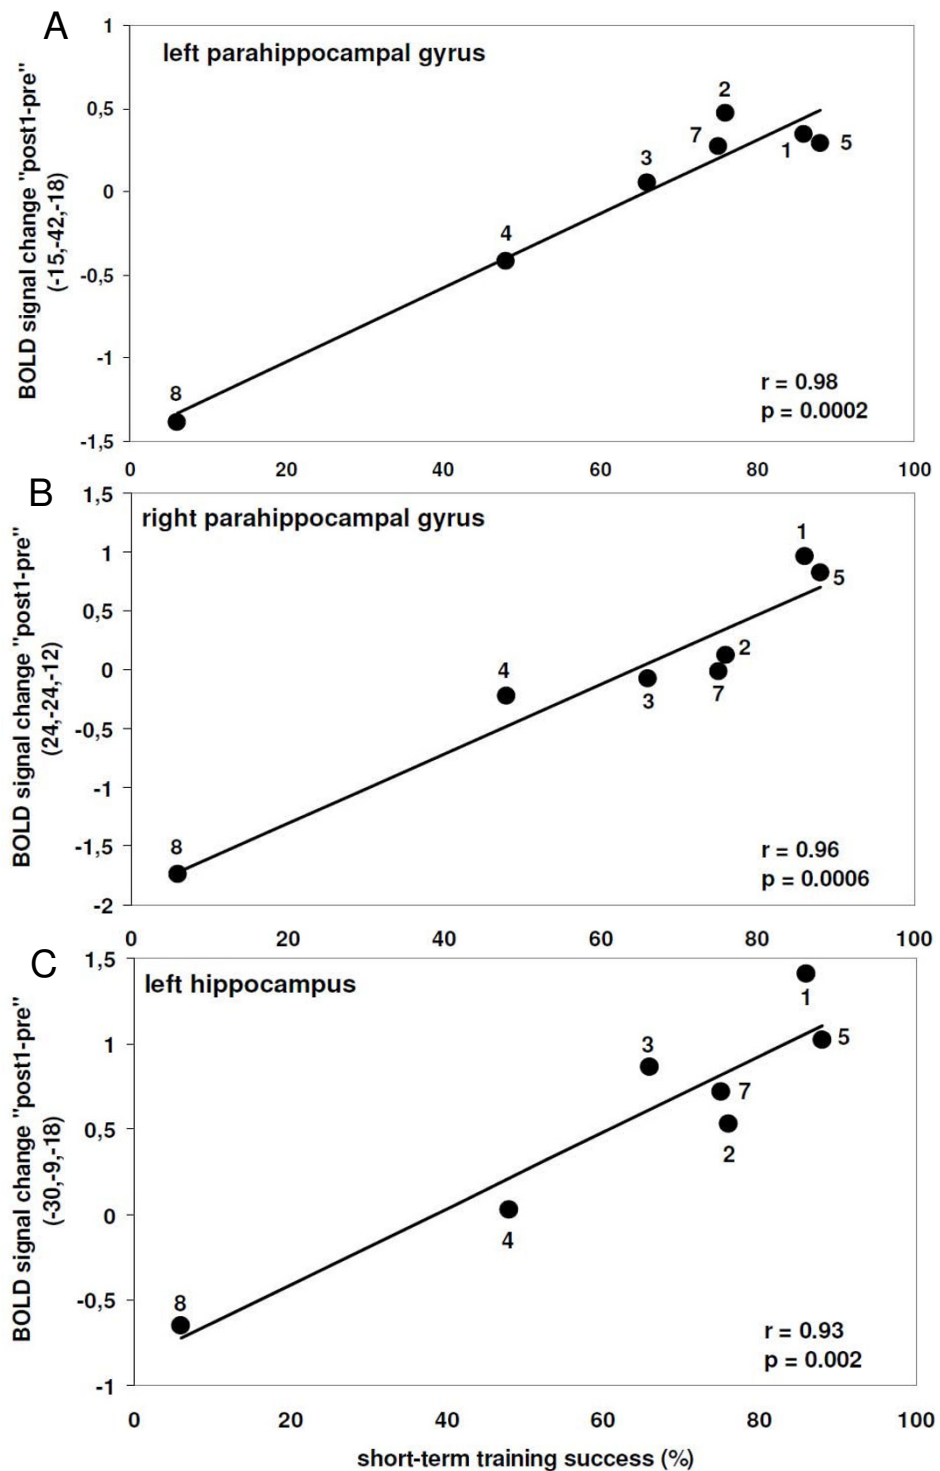 A
left parahippocampal gyrus
BOLD signal change "post1-pre"
(-15,-42,-18)
1
0,5
0
-0,5
-1
-1,5
2
7
1
5
3
4
8
r = 0.98
p = 0.0002
0 20 40 60 80 100
B
right parahippocampal gyrus
BOLD signal change "post1-pre"
(24,-24,-12)
1,5
1
0,5
0
-0,5
-1
-1,5
-2
1
5
4
2
7
3
8
r = 0.96
p = 0.0006
0 20 40 60 80 100
C
left hippocampus
BOLD signal change "post1-pre"
(-30,-9,-18)
1,5
1
0,5
0
-0,5
-1
1
5
3
7
2
4
8
r = 0.93
p = 0.002
0 20 40 60 80 100
short-term training success (%)